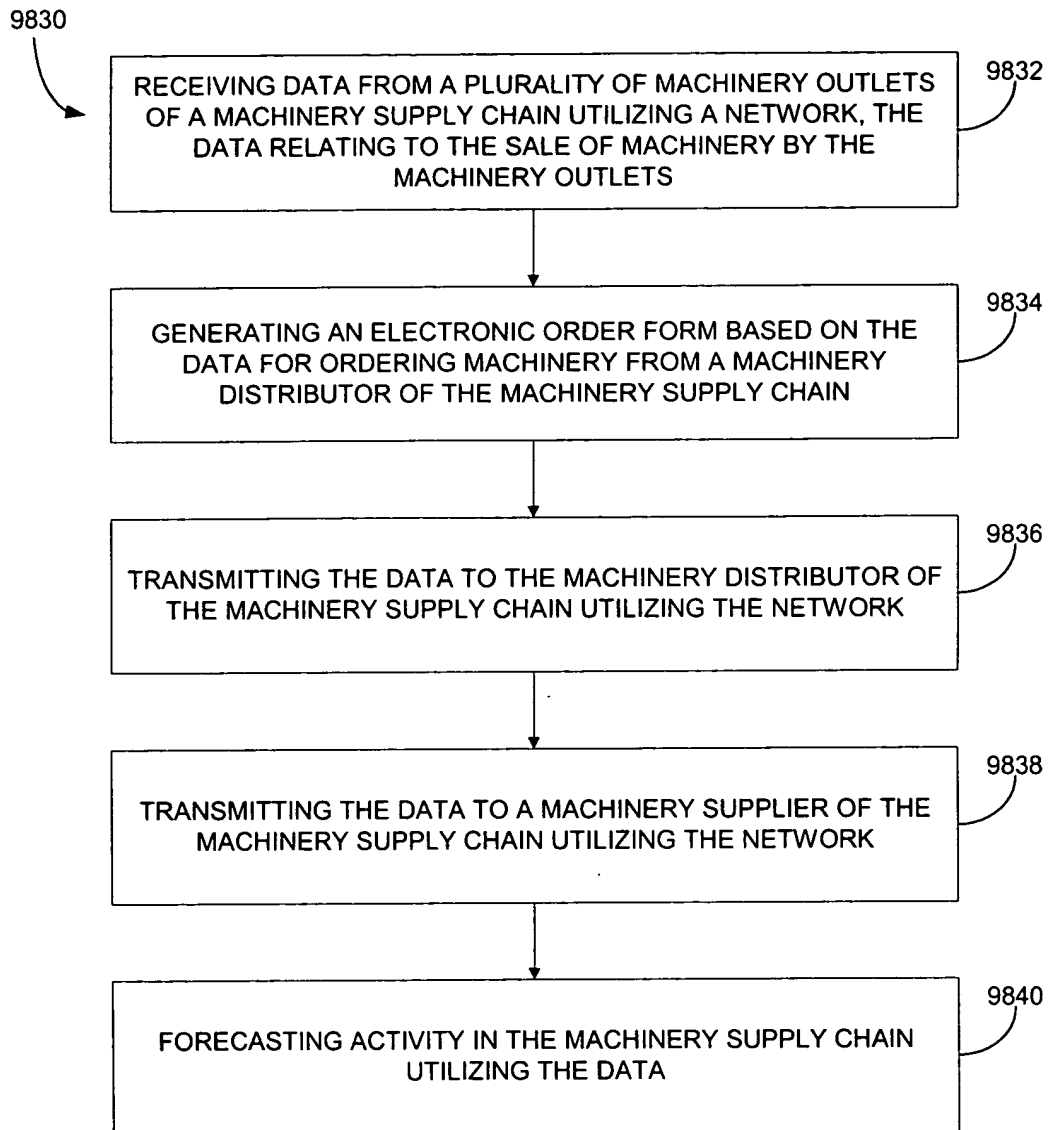 9830
RECEIVING DATA FROM A PLURALITY OF MACHINERY OUTLETS
OF A MACHINERY SUPPLY CHAIN UTILIZING A NETWORK, THE
DATA RELATING TO THE SALE OF MACHINERY BY THE
MACHINERY OUTLETS
9832
GENERATING AN ELECTRONIC ORDER FORM BASED ON THE
DATA FOR ORDERING MACHINERY FROM A MACHINERY
DISTRIBUTOR OF THE MACHINERY SUPPLY CHAIN
9834
TRANSMITTING THE DATA TO THE MACHINERY DISTRIBUTOR OF
THE MACHINERY SUPPLY CHAIN UTILIZING THE NETWORK
9836
TRANSMITTING THE DATA TO A MACHINERY SUPPLIER OF THE
MACHINERY SUPPLY CHAIN UTILIZING THE NETWORK
9838
FORECASTING ACTIVITY IN THE MACHINERY SUPPLY CHAIN
UTILIZING THE DATA
9840